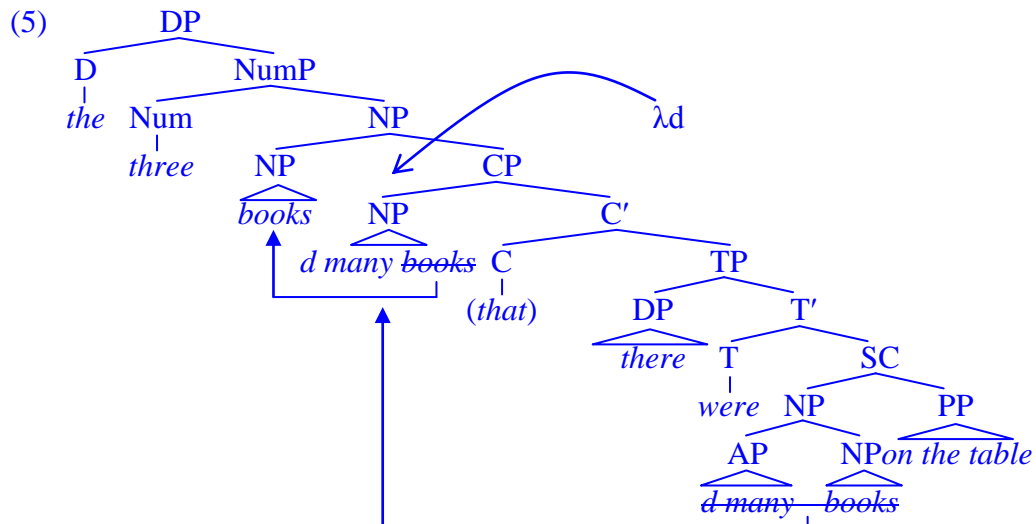 (5) DP
D NumP
the Num NP λd
three NP CP
books NP C′
d many books C TP
(that) DP T′
there T SC
were NP PP
AP NP on the table
d many books